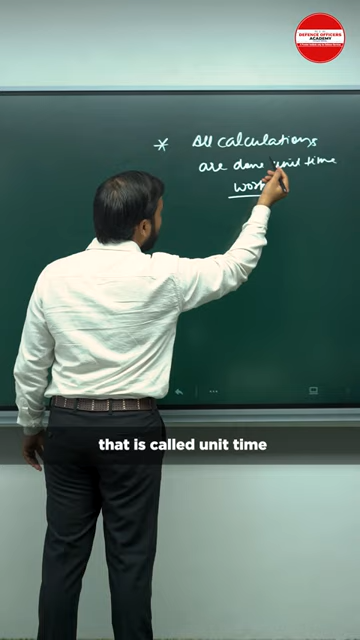 DEFENCE OFFICERS
ACADEMY
* All calculations
are done unit time
work
that is called unit time